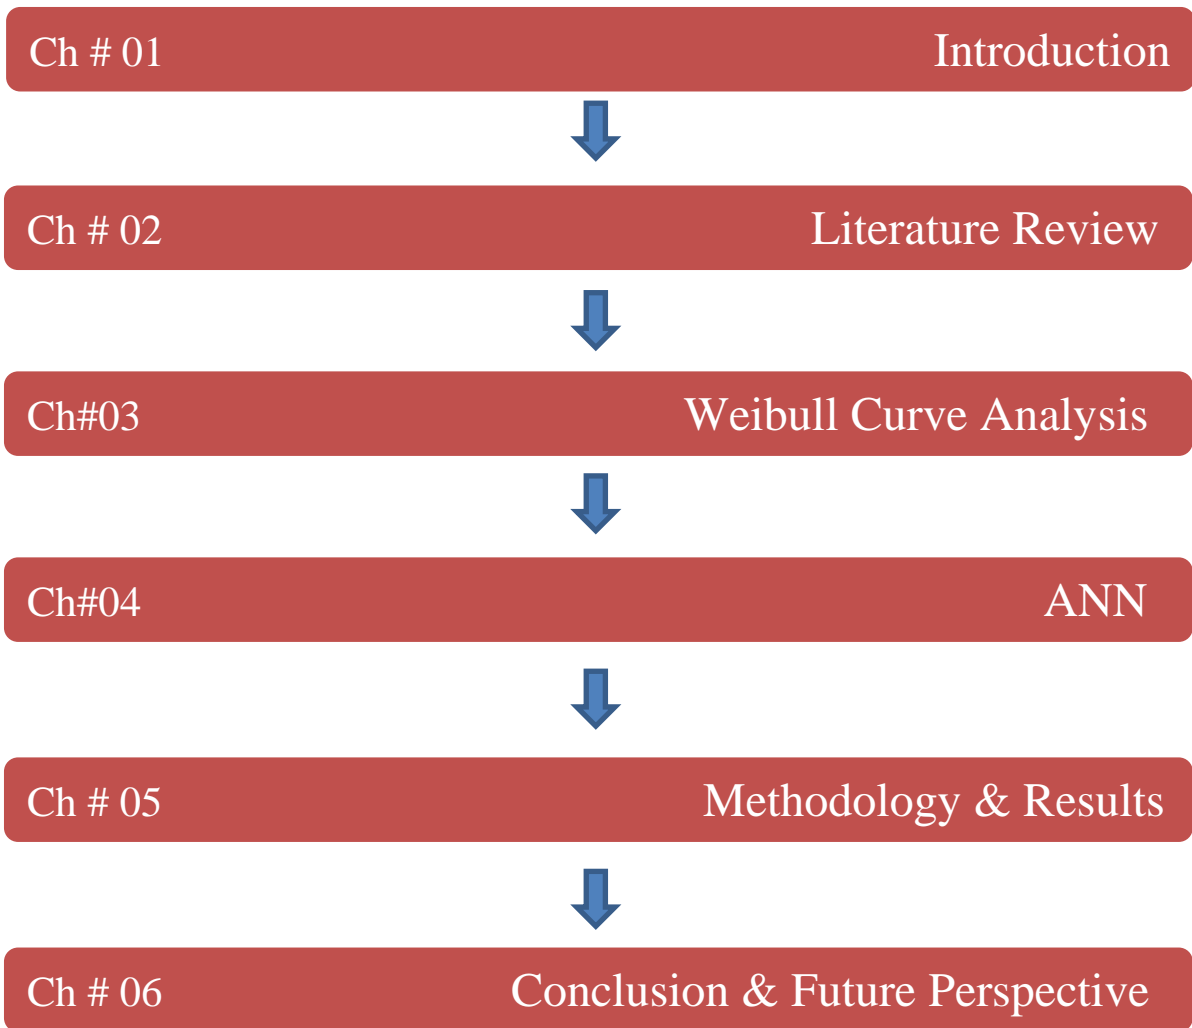 Ch # 01 Introduction
Ch # 02 Literature Review
Ch#03 Weibull Curve Analysis
Ch#04 ANN
Ch # 05 Methodology & Results
Ch # 06 Conclusion & Future Perspective